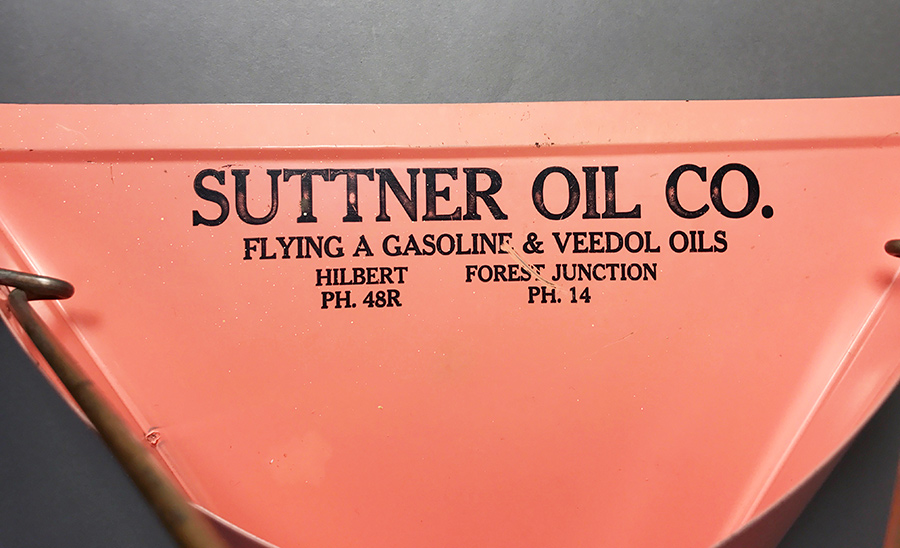 SUTTNER OIL CO.
FLYING A GASOLINE & VEEDOL OILS
HILBERT FOREST JUNCTION
PH. 48R PH. 14